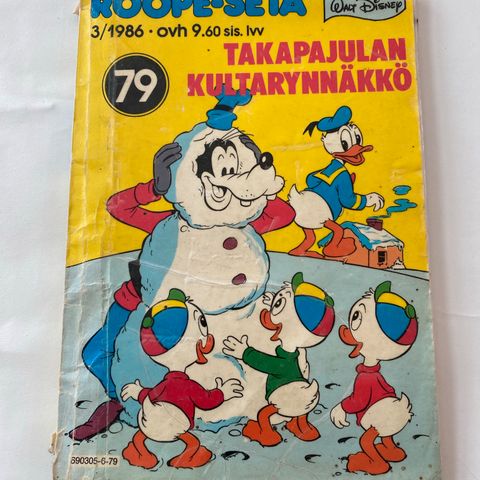 ROOPE-SETÄ
WALT DISNEY
3/1986 · ovh 9.60 sis. lvv
79
TAKAPAJULAN
KULTARYNNÄKKÖ
690305-6-79